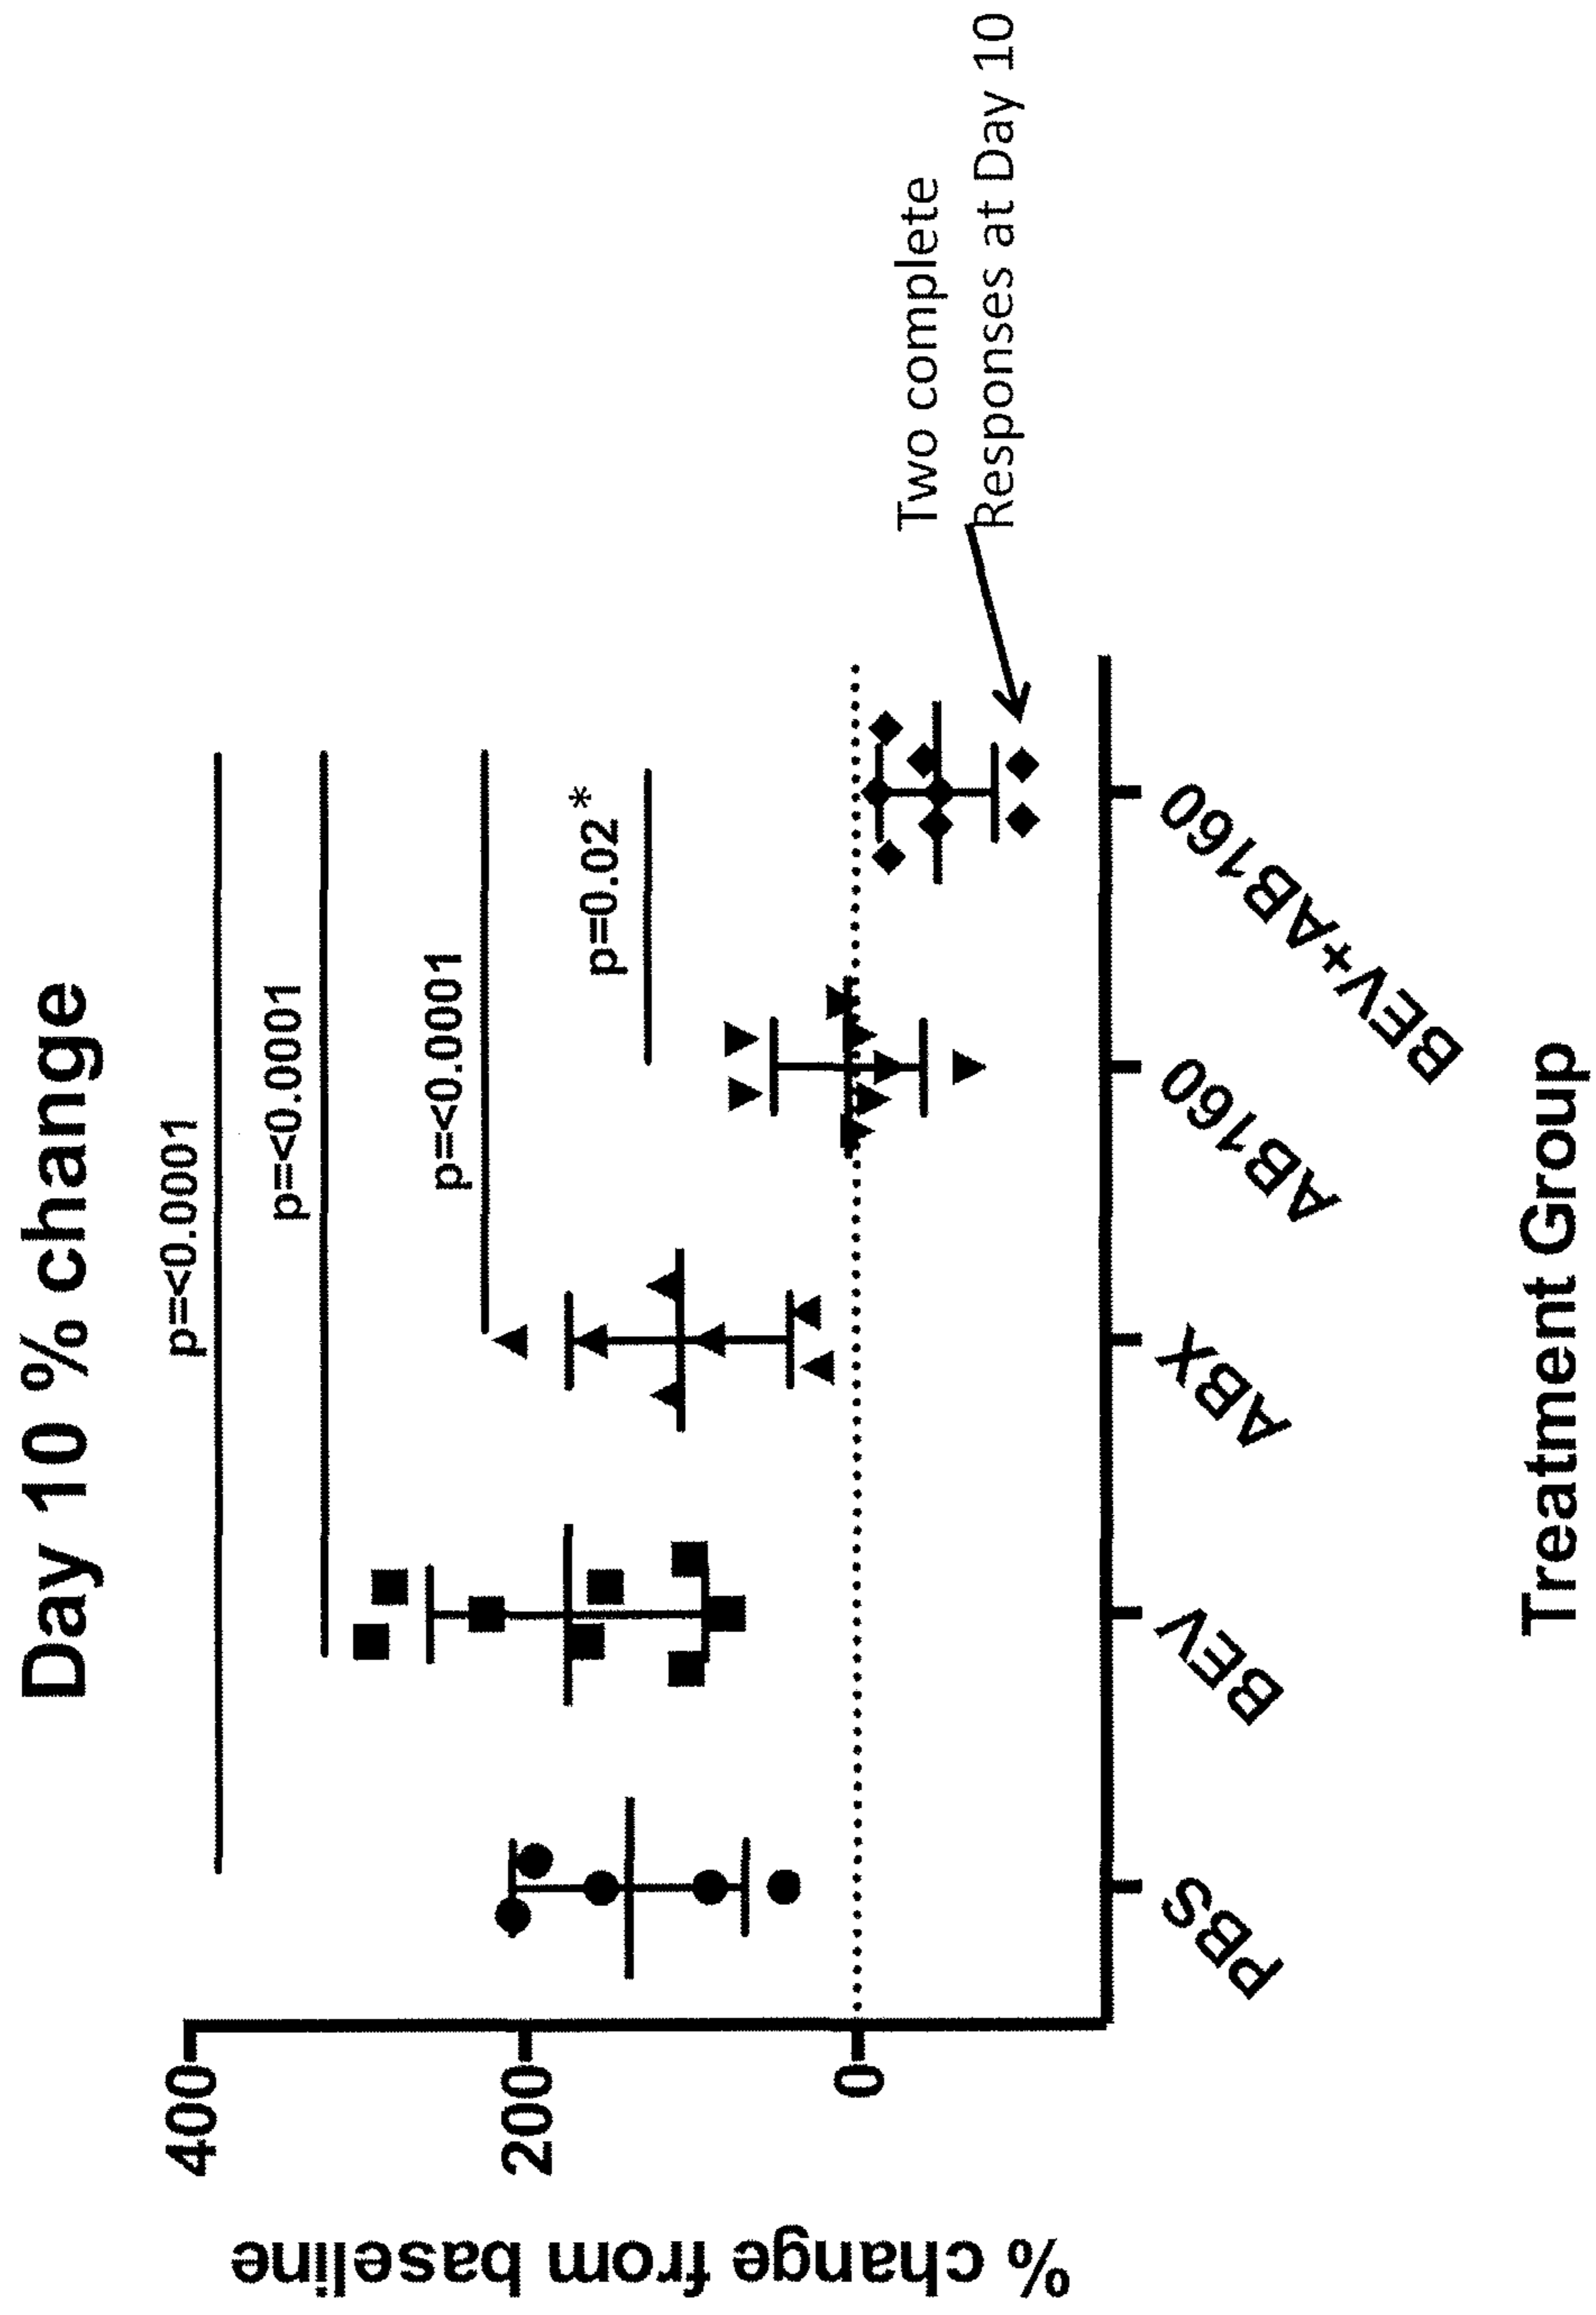 Day 10 % change
p=<0.0001
p=<0.0001
p=<0.0001
p=0.02*
400
200
0
% change from baseline
Two complete
Responses at Day 10
PBS
BEV
ABX
AB160
BEV+AB160
Treatment Group